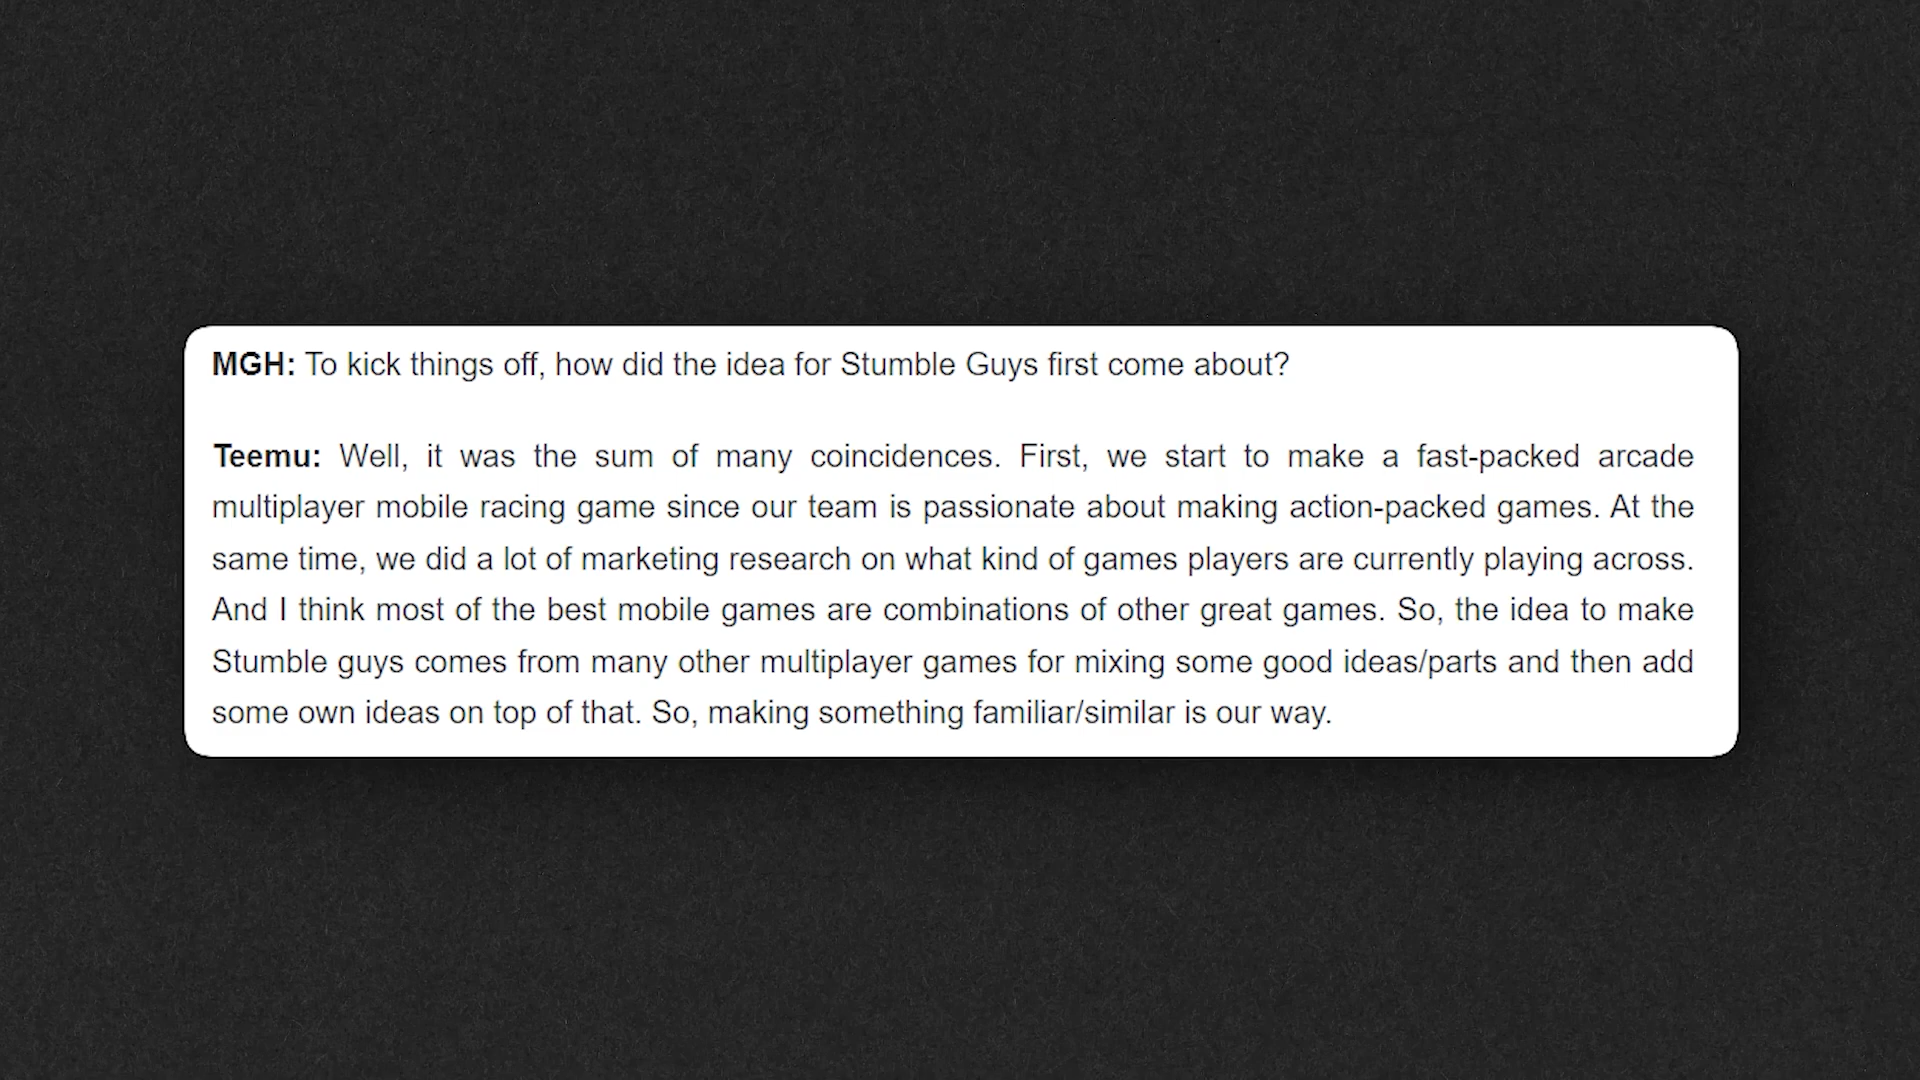 MGH: To kick things off, how did the idea for Stumble Guys first come about?
Teemu: Well, it was the sum of many coincidences. First, we start to make a fast-packed arcade
multiplayer mobile racing game since our team is passionate about making action-packed games. At the
same time, we did a lot of marketing research on what kind of games players are currently playing across.
And I think most of the best mobile games are combinations of other great games. So, the idea to make
Stumble guys comes from many other multiplayer games for mixing some good ideas/parts and then add
some own ideas on top of that. So, making something familiar/similar is our way.